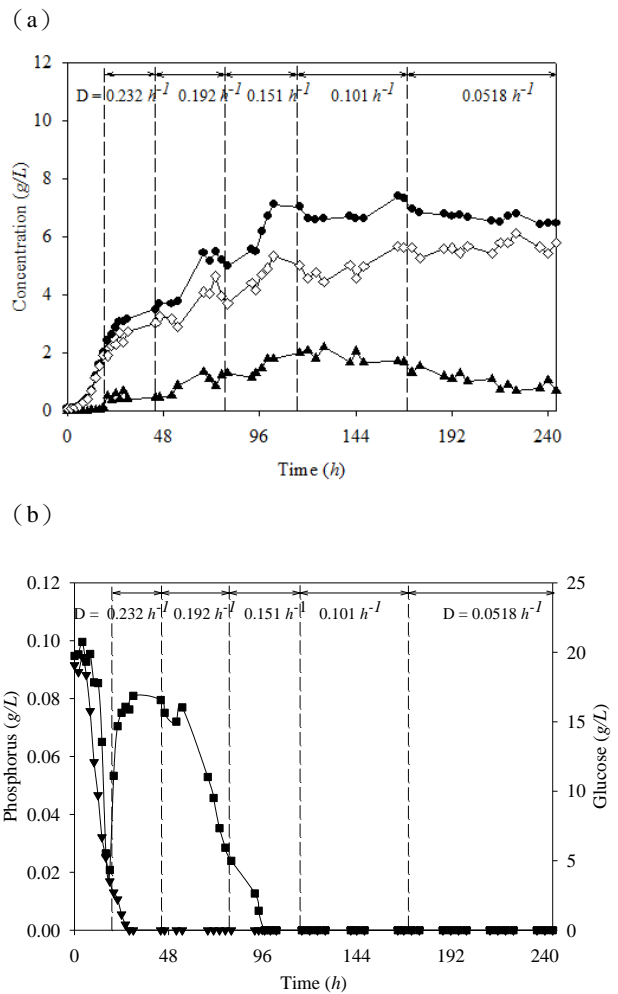 (a)
12
10
8
6
4
2
0
Concentration (g/L)
D = 0.232 h-1
0.192 h-1
0.151 h-1
0.101 h-1
0.0518 h-1
0 48 96 144 192 240
Time (h)
(b)
0.12
0.10
0.08
0.06
0.04
0.02
0.00
Phosphorus (g/L)
D = 0.232 h-1
0.192 h-1
0.151 h-1
0.101 h-1
D = 0.0518 h-1
25
20
15
10
5
0
Glucose (g/L)
0 48 96 144 192 240
Time (h)